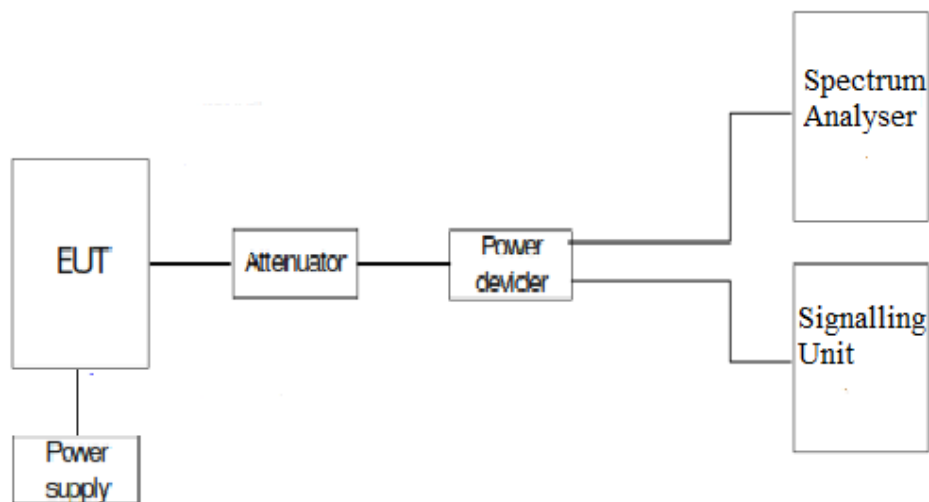 Spectrum
Analyser
EUT
Attenuator
Power
devider
Signalling
Unit
Power
supply